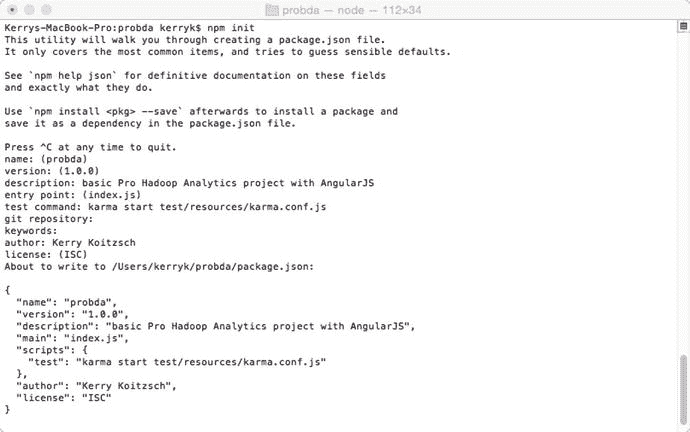 probda — node — 112×34
Kerrys-MacBook-Pro:probda kerryk$ npm init
This utility will walk you through creating a package.json file.
It only covers the most common items, and tries to guess sensible defaults.

See `npm help json` for definitive documentation on these fields
and exactly what they do.

Use `npm install <pkg> --save` afterwards to install a package and
save it as a dependency in the package.json file.

Press ^C at any time to quit.
name: (probda)
version: (1.0.0)
description: basic Pro Hadoop Analytics project with AngularJS
entry point: (index.js)
test command: karma start test/resources/karma.conf.js
git repository:
keywords:
author: Kerry Koitzsch
license: (ISC)
About to write to /Users/kerryk/probda/package.json:

{
  "name": "probda",
  "version": "1.0.0",
  "description": "basic Pro Hadoop Analytics project with AngularJS",
  "main": "index.js",
  "scripts": {
    "test": "karma start test/resources/karma.conf.js"
  },
  "author": "Kerry Koitzsch",
  "license": "ISC"
}